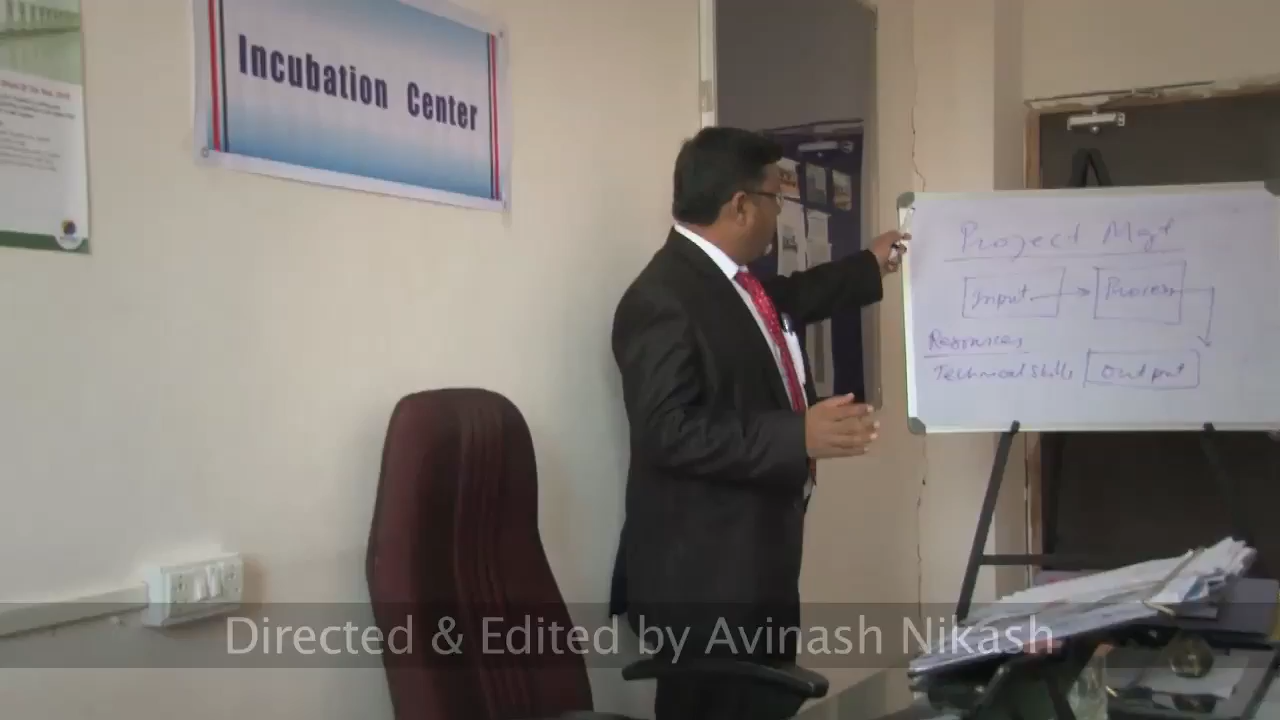 Incubation Center
Project Mgt
Input
Process
Resources
Technical Skills
Output
Directed & Edited by Avinash Nikash